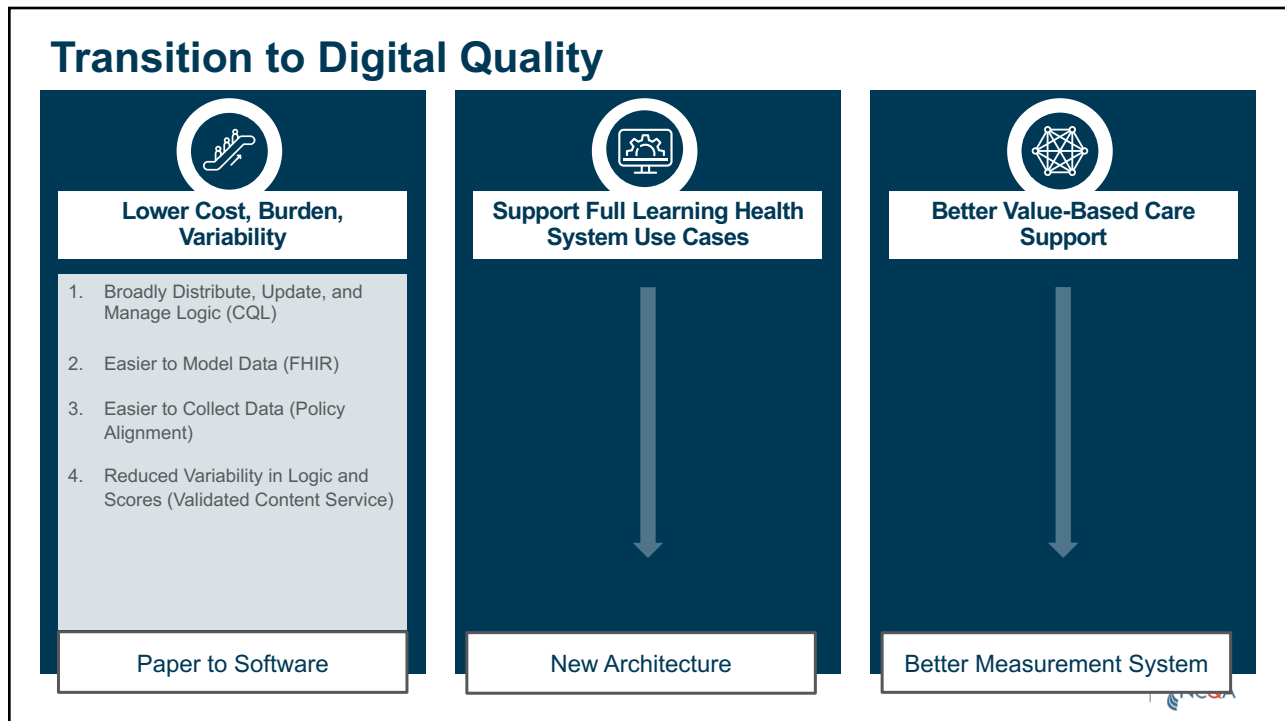 Transition to Digital Quality
Lower Cost, Burden,
Variability
1. Broadly Distribute, Update, and
Manage Logic (CQL)
2. Easier to Model Data (FHIR)
3. Easier to Collect Data (Policy
Alignment)
4. Reduced Variability in Logic and
Scores (Validated Content Service)
Paper to Software
Support Full Learning Health
System Use Cases
New Architecture
Better Value-Based Care
Support
Better Measurement System
NCQA